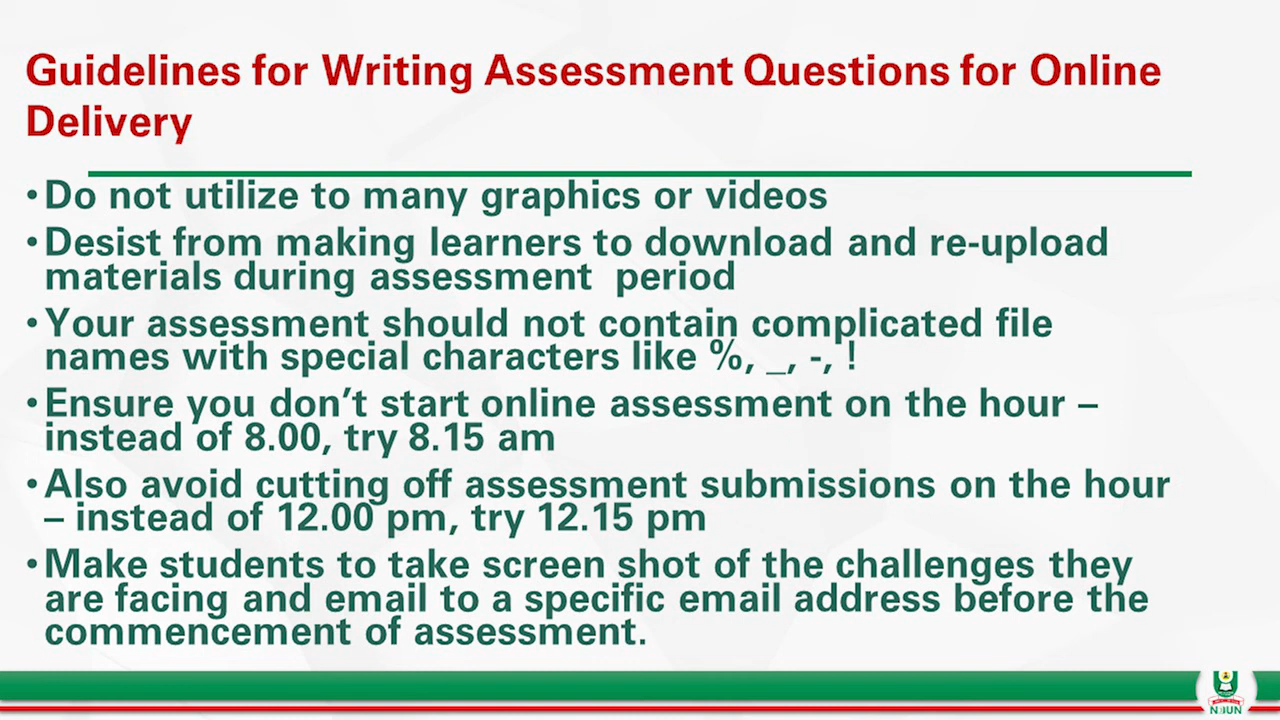 Guidelines for Writing Assessment Questions for Online
Delivery
• Do not utilize to many graphics or videos
• Desist from making learners to download and re-upload
materials during assessment period
• Your assessment should not contain complicated file
names with special characters like %, _, -, !
• Ensure you don’t start online assessment on the hour –
instead of 8.00, try 8.15 am
• Also avoid cutting off assessment submissions on the hour
– instead of 12.00 pm, try 12.15 pm
• Make students to take screen shot of the challenges they
are facing and email to a specific email address before the
commencement of assessment.
NOUN